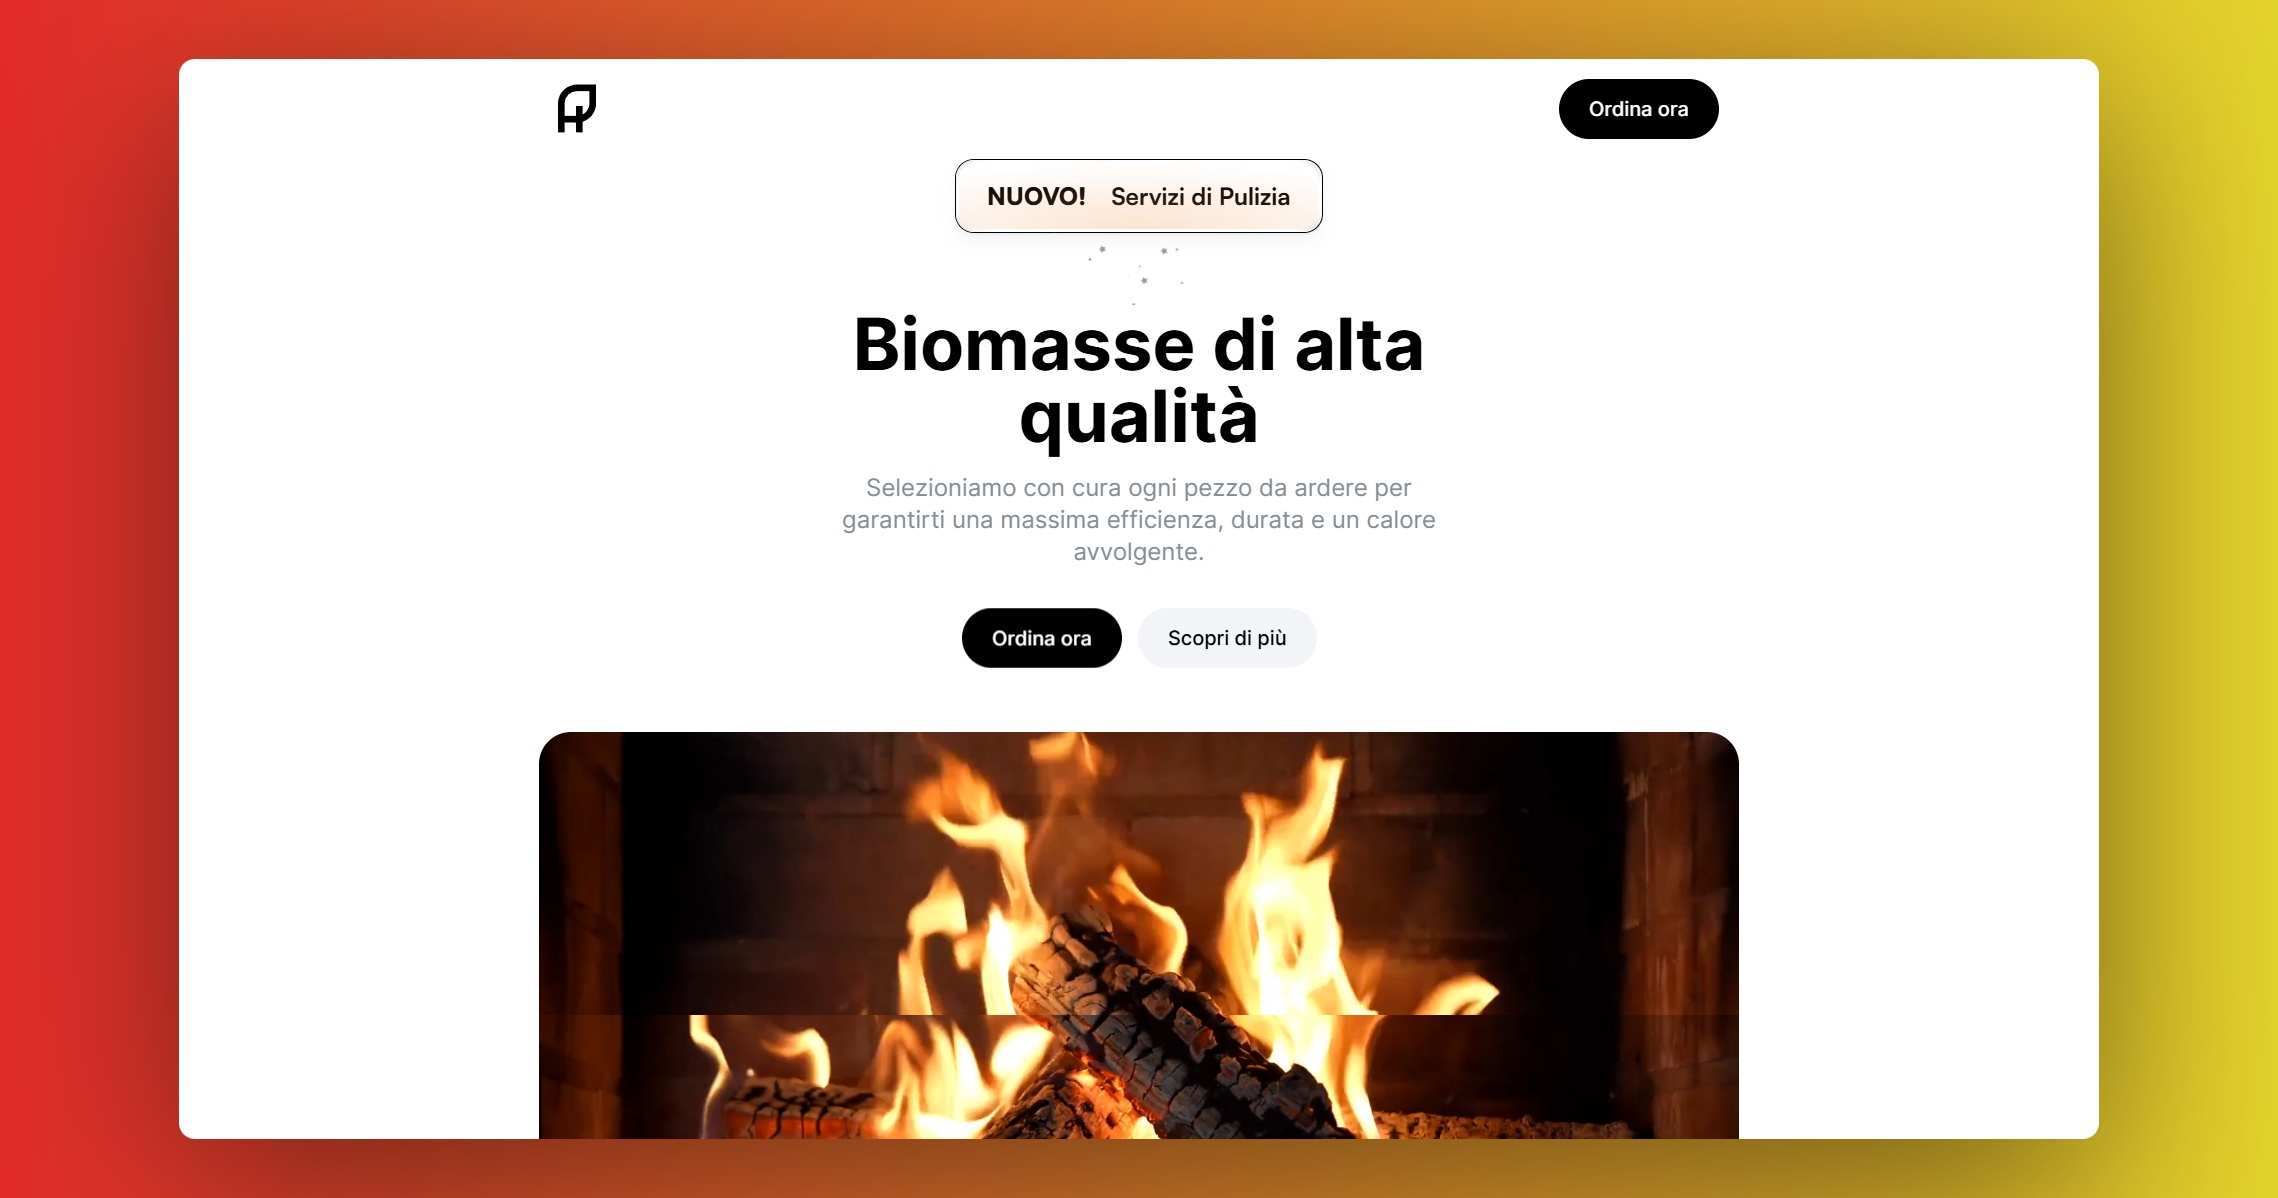 Ordina ora
NUOVO! Servizi di Pulizia
Biomasse di alta
qualità
Selezioniamo con cura ogni pezzo da ardere per
garantirti una massima efficienza, durata e un calore
avvolgente.
Ordina ora
Scopri di più